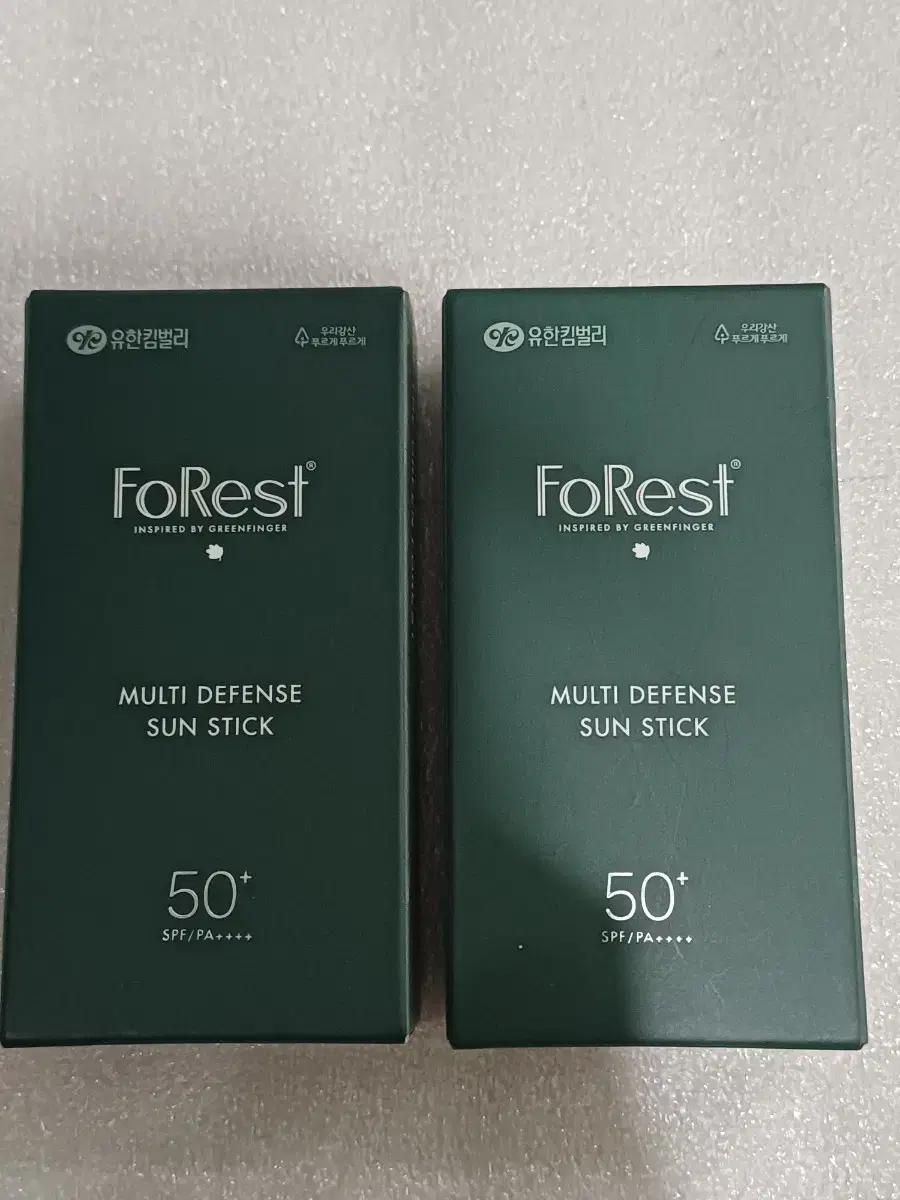 유한킴벌리
우리강산
푸르게 푸르게
FoRest®
INSPIRED BY GREENFINGER
MULTI DEFENSE
SUN STICK
50+
SPF/PA++++
유한킴벌리
우리강산
푸르게 푸르게
FoRest®
INSPIRED BY GREENFINGER
MULTI DEFENSE
SUN STICK
50+
SPF/PA++++